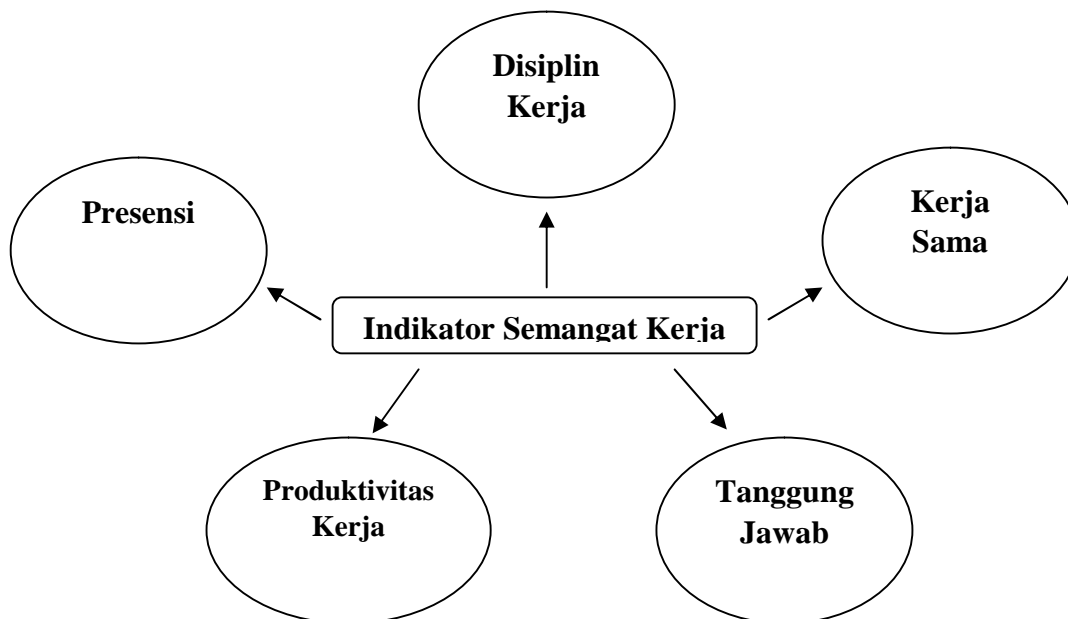 Disiplin
Kerja
Presensi
Kerja
Sama
Indikator Semangat Kerja
Produktivitas
Kerja
Tanggung
Jawab